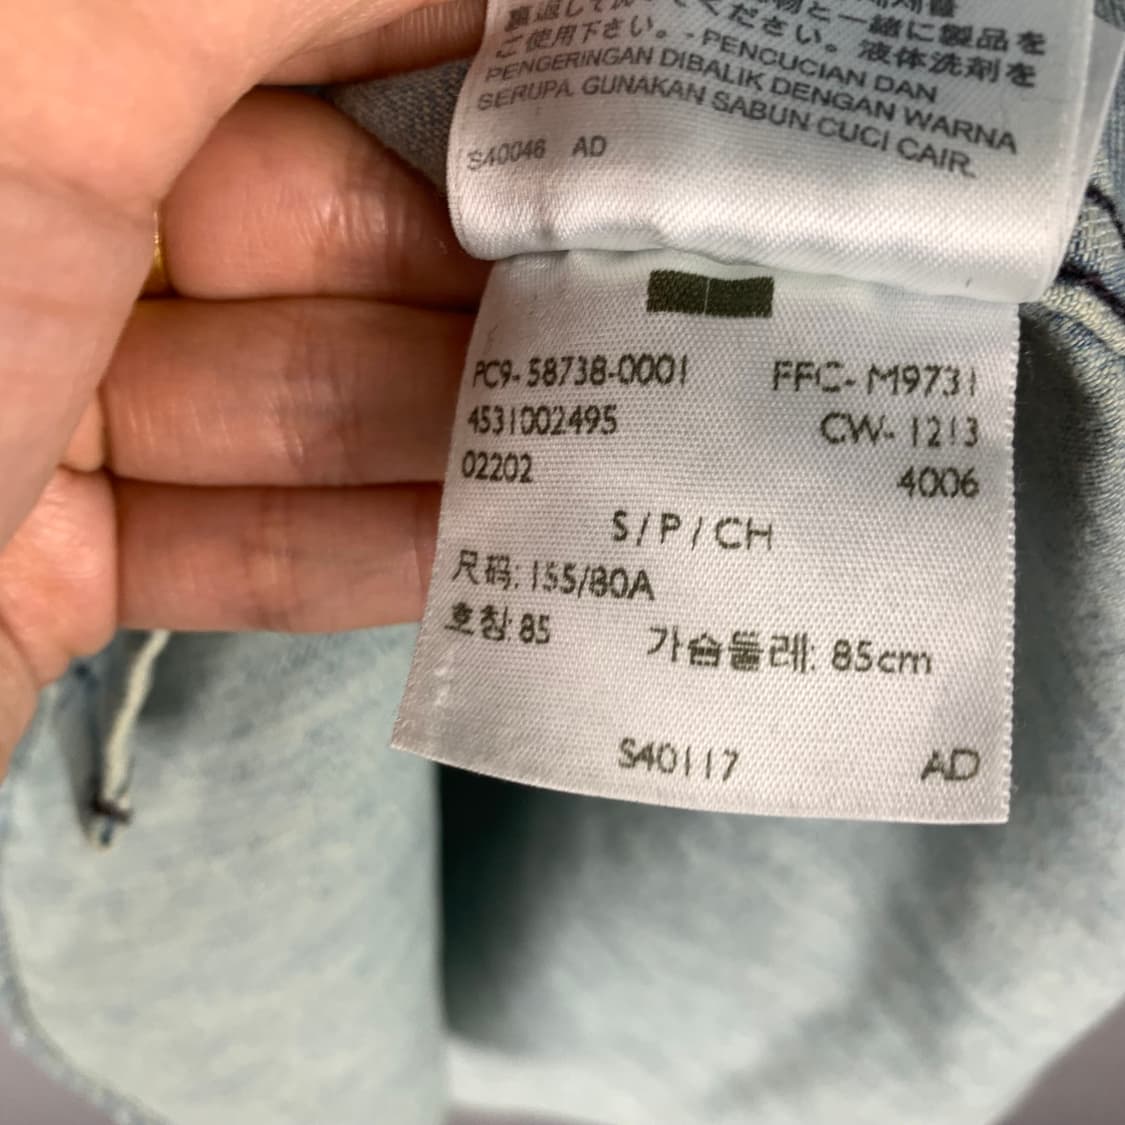 裏返して
物と一緒に製品を
ご使用下さい。- PENCUCIAN DAN
ください。液体洗剤を
PENGERINGAN DIBALIK DENGAN WARNA
SERUPA. GUNAKAN SABUN CUCI CAIR.
S40046 AD
PC9-58738-0001 FFC-M9731
4531002495 CW-1213
02202 4006
S/P/CH
尺码: 155/80A
호칭 85 가슴둘레: 85cm
S40117 AD